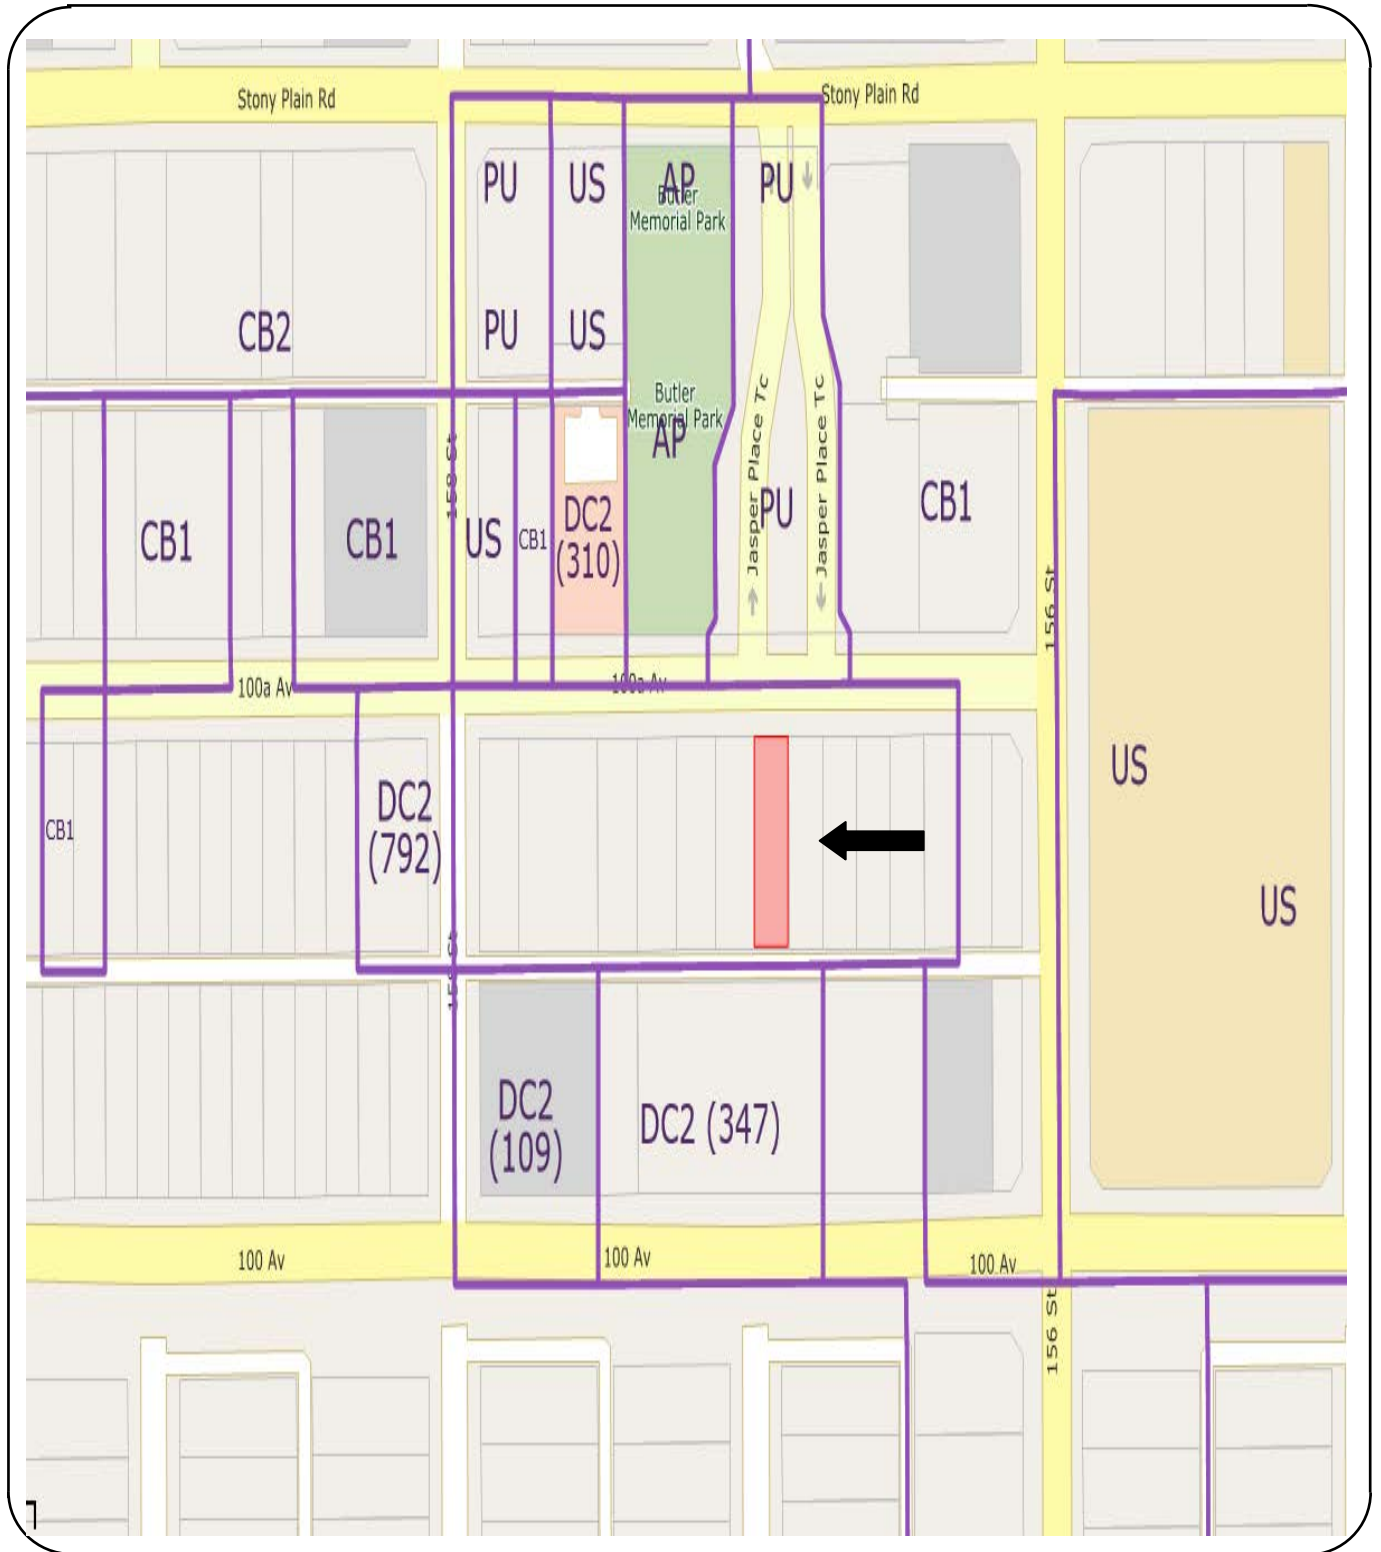 Stony Plain Rd
Stony Plain Rd
PU
US
AP
PU
Butler
Memorial Park
CB2
PU
US
Jasper Place Tc
Jasper Place Tc
Butler
Memorial Park
AP
158 St
CB1
CB1
US
CB1
DC2
(310)
PU
CB1
156 St
100a Av
100a Av
DC2
(792)
CB1
US
US
DC2
(109)
DC2 (347)
100 Av
100 Av
100 Av
156 St